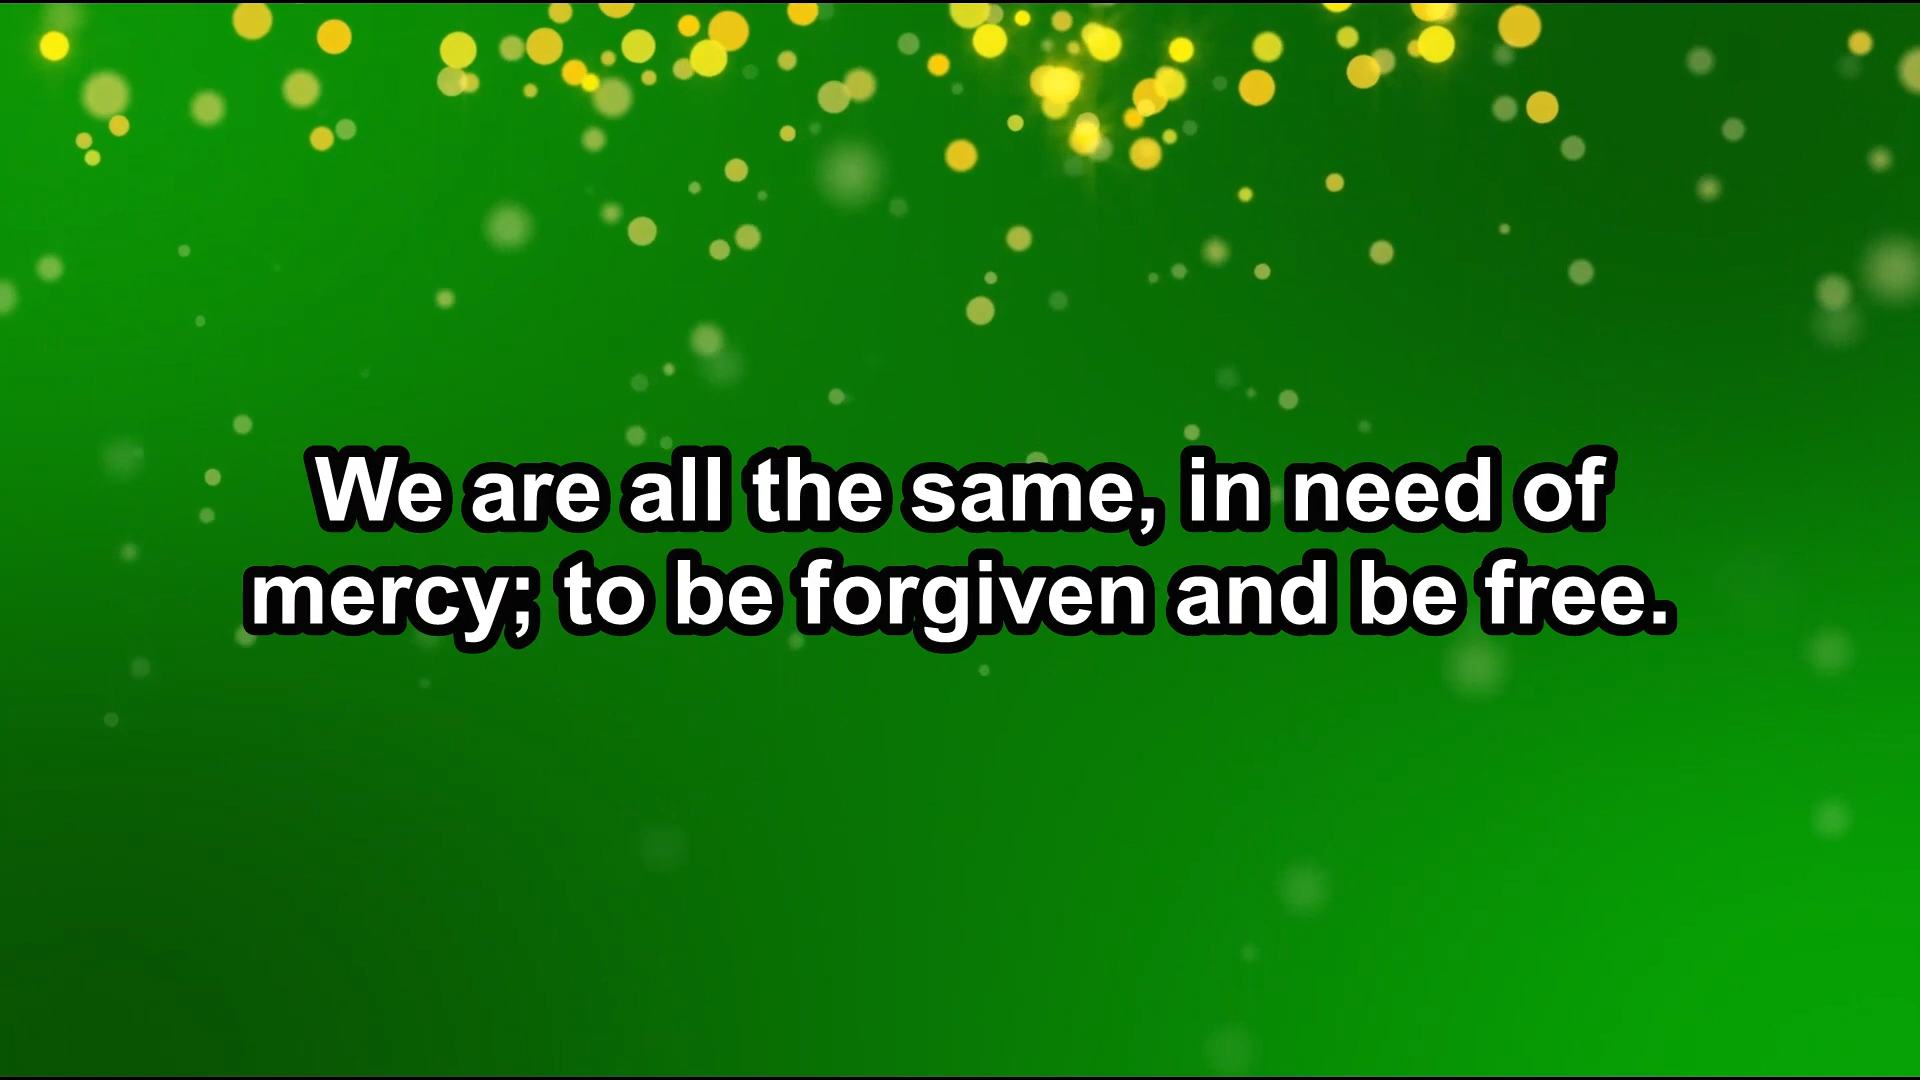 We are all the same, in need of
mercy; to be forgiven and be free.